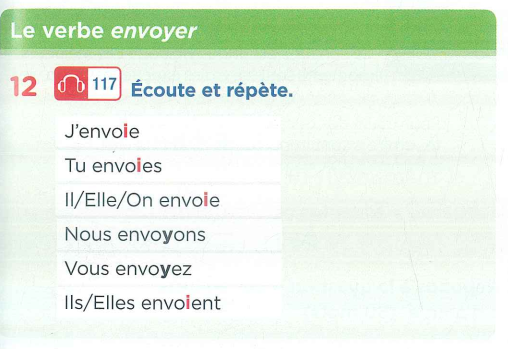 Le verbe envoyer
12 117 Écoute et répète.
J'envoie
Tu envoies
Il/Elle/On envoie
Nous envoyons
Vous envoyez
Ils/Elles envoient